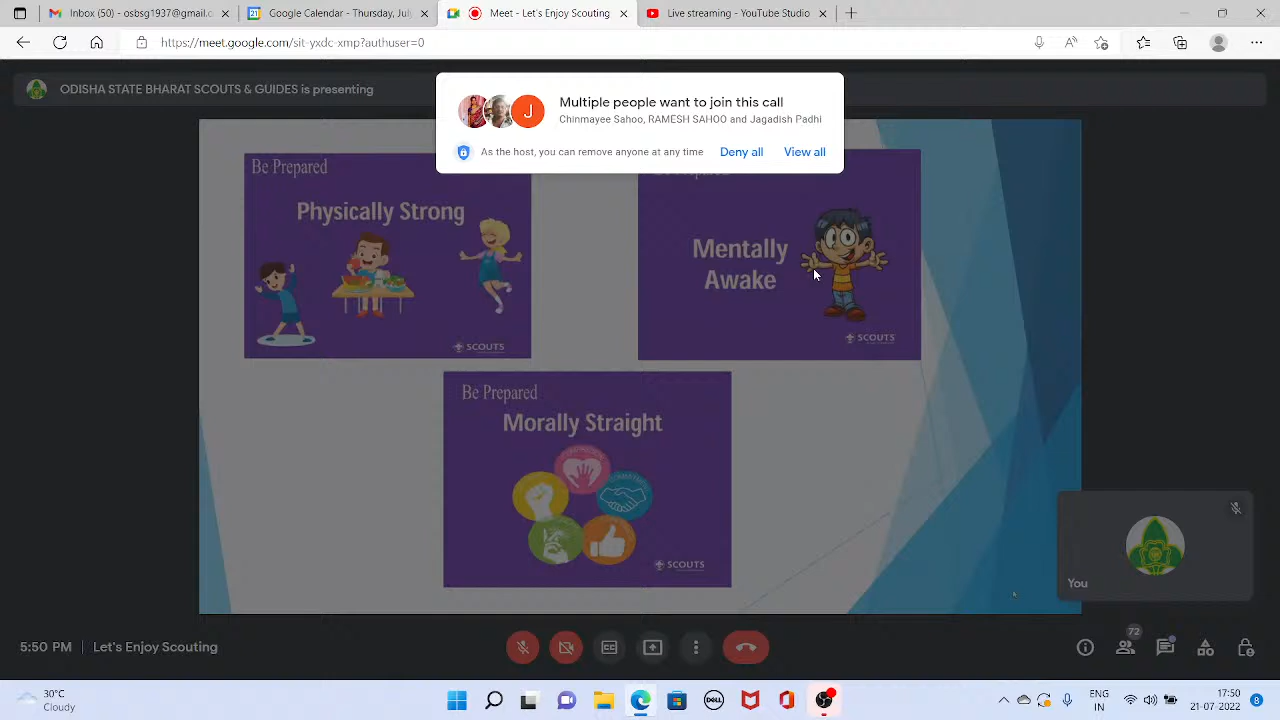 Inbox (50) - osbsg1937@gmail.co
Google Calendar - Thursday, July
Meet - Let's Enjoy Scouting
Live streaming - YouTube Studio
https://meet.google.com/sit-yxdc-xmp?authuser=0
ODISHA STATE BHARAT SCOUTS & GUIDES is presenting
Multiple people want to join this call
Chinmayee Sahoo, RAMESH SAHOO and Jagadish Padhi
J
As the host, you can remove anyone at any time
Deny all
View all
Be Prepared
Physically Strong
SCOUTS
Mentally
Awake
SCOUTS
Be Prepared
Morally Straight
SCOUTS
You
5:50 PM | Let's Enjoy Scouting
CC
72
30°C
Cloudy
DELL
ENG
IN
17:50
21-07-2022
8